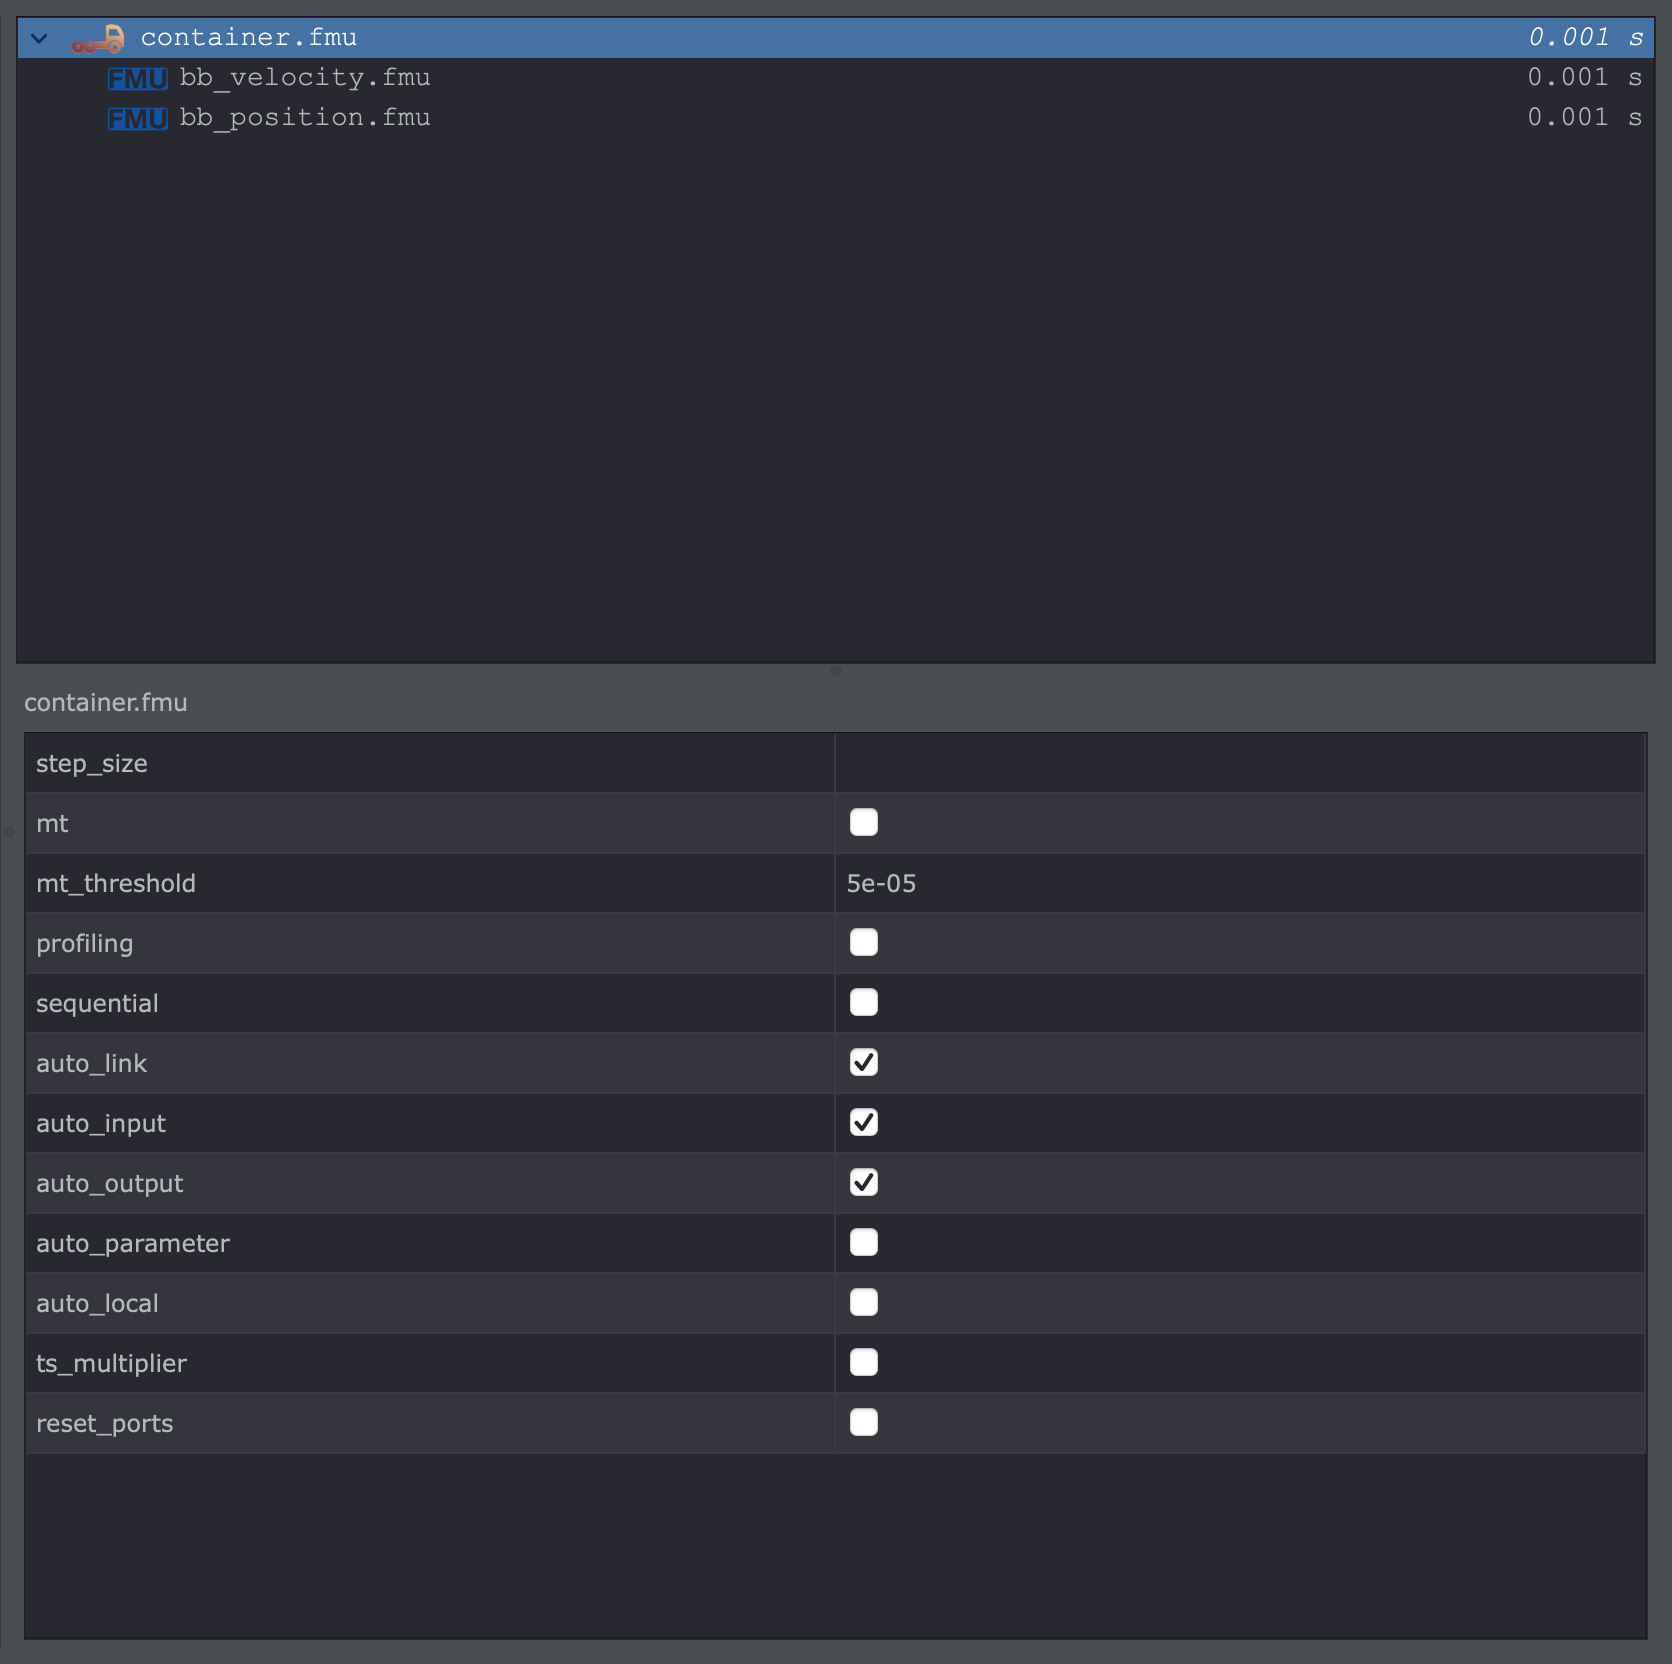 container.fmu 0.001 s
FMU bb_velocity.fmu 0.001 s
FMU bb_position.fmu 0.001 s
container.fmu
step_size
mt
mt_threshold 5e-05
profiling
sequential
auto_link
auto_input
auto_output
auto_parameter
auto_local
ts_multiplier
reset_ports